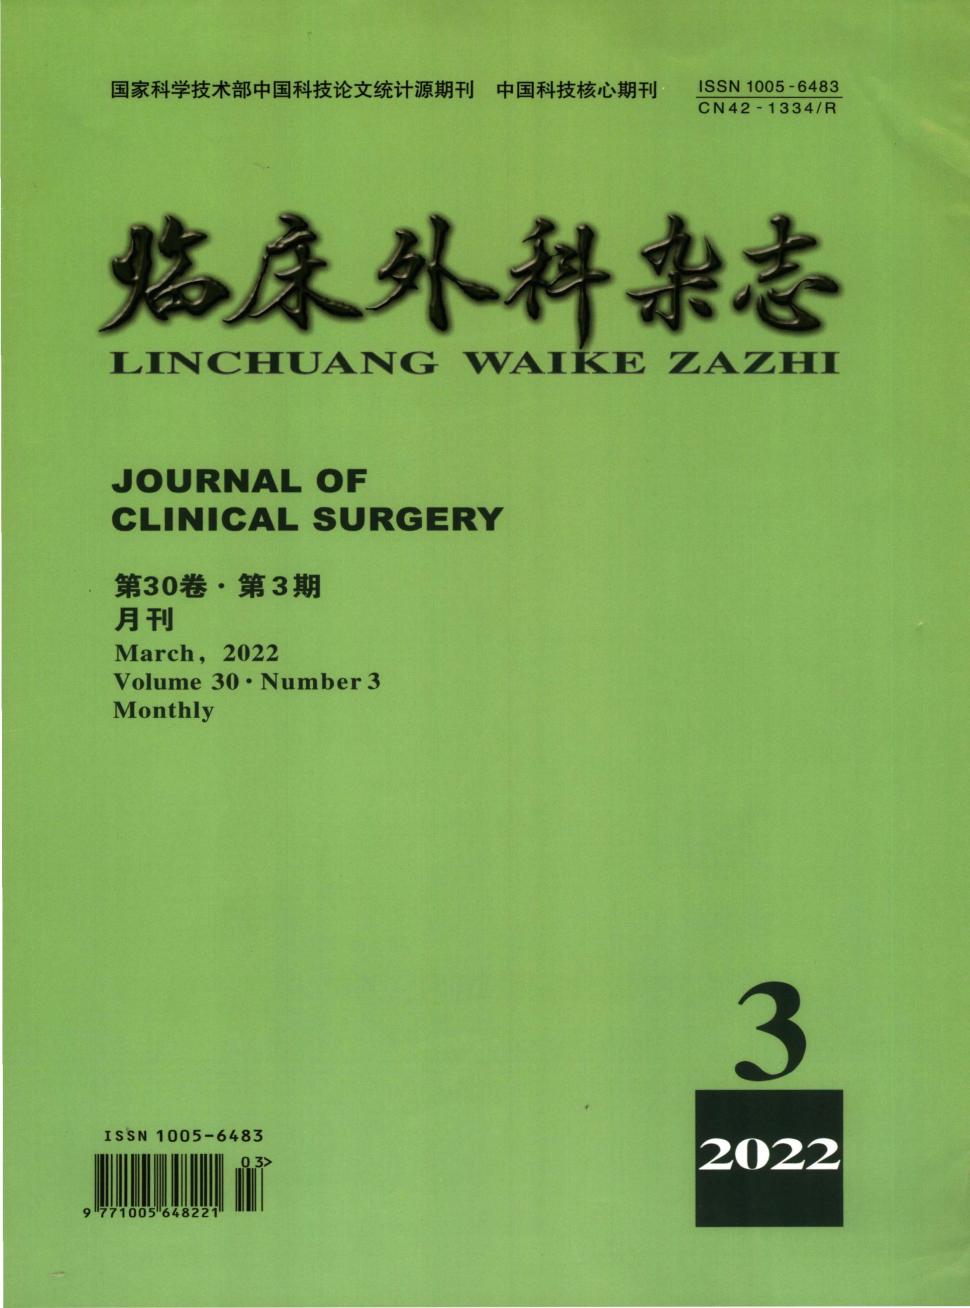 国家科学技术部中国科技论文统计源期刊 中国科技核心期刊
ISSN 1005-6483
CN42-1334/R
临床外科杂志
LINCHUANG WAIKE ZAZHI
JOURNAL OF
CLINICAL SURGERY
第30卷·第3期
月刊
March, 2022
Volume 30·Number 3
Monthly
3
2022
ISSN 1005-6483
03>
9 771005 648221